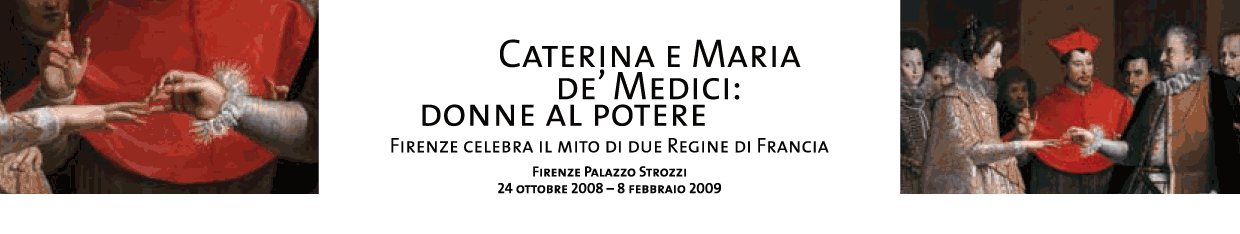 Caterina e Maria
de’ Medici:
donne al potere
Firenze celebra il mito di due Regine di Francia
Firenze Palazzo Strozzi
24 ottobre 2008 – 8 febbraio 2009